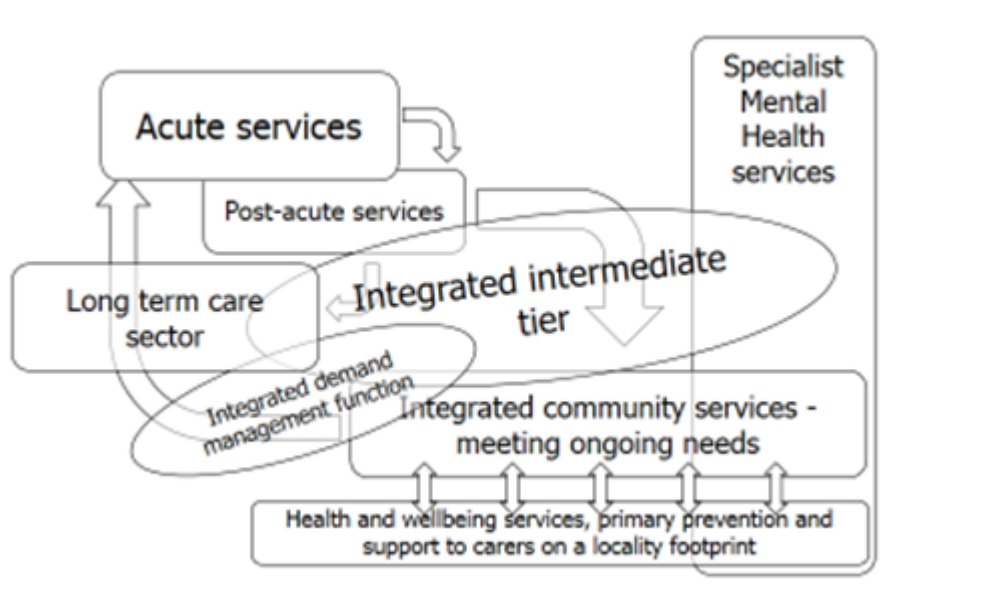 Specialist
Mental
Health
services
Acute services
Post-acute services
Integrated intermediate
tier
Long term care
sector
Integrated demand
management function
Integrated community services -
meeting ongoing needs
Health and wellbeing services, primary prevention and
support to carers on a locality footprint